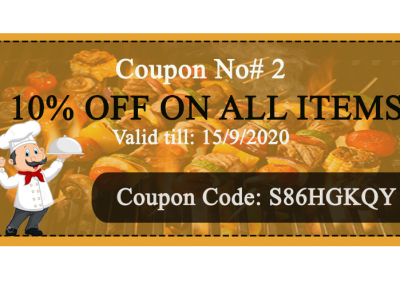 Coupon No# 2
10% OFF ON ALL ITEMS
Valid till: 15/9/2020
Coupon Code: S86HGKQY